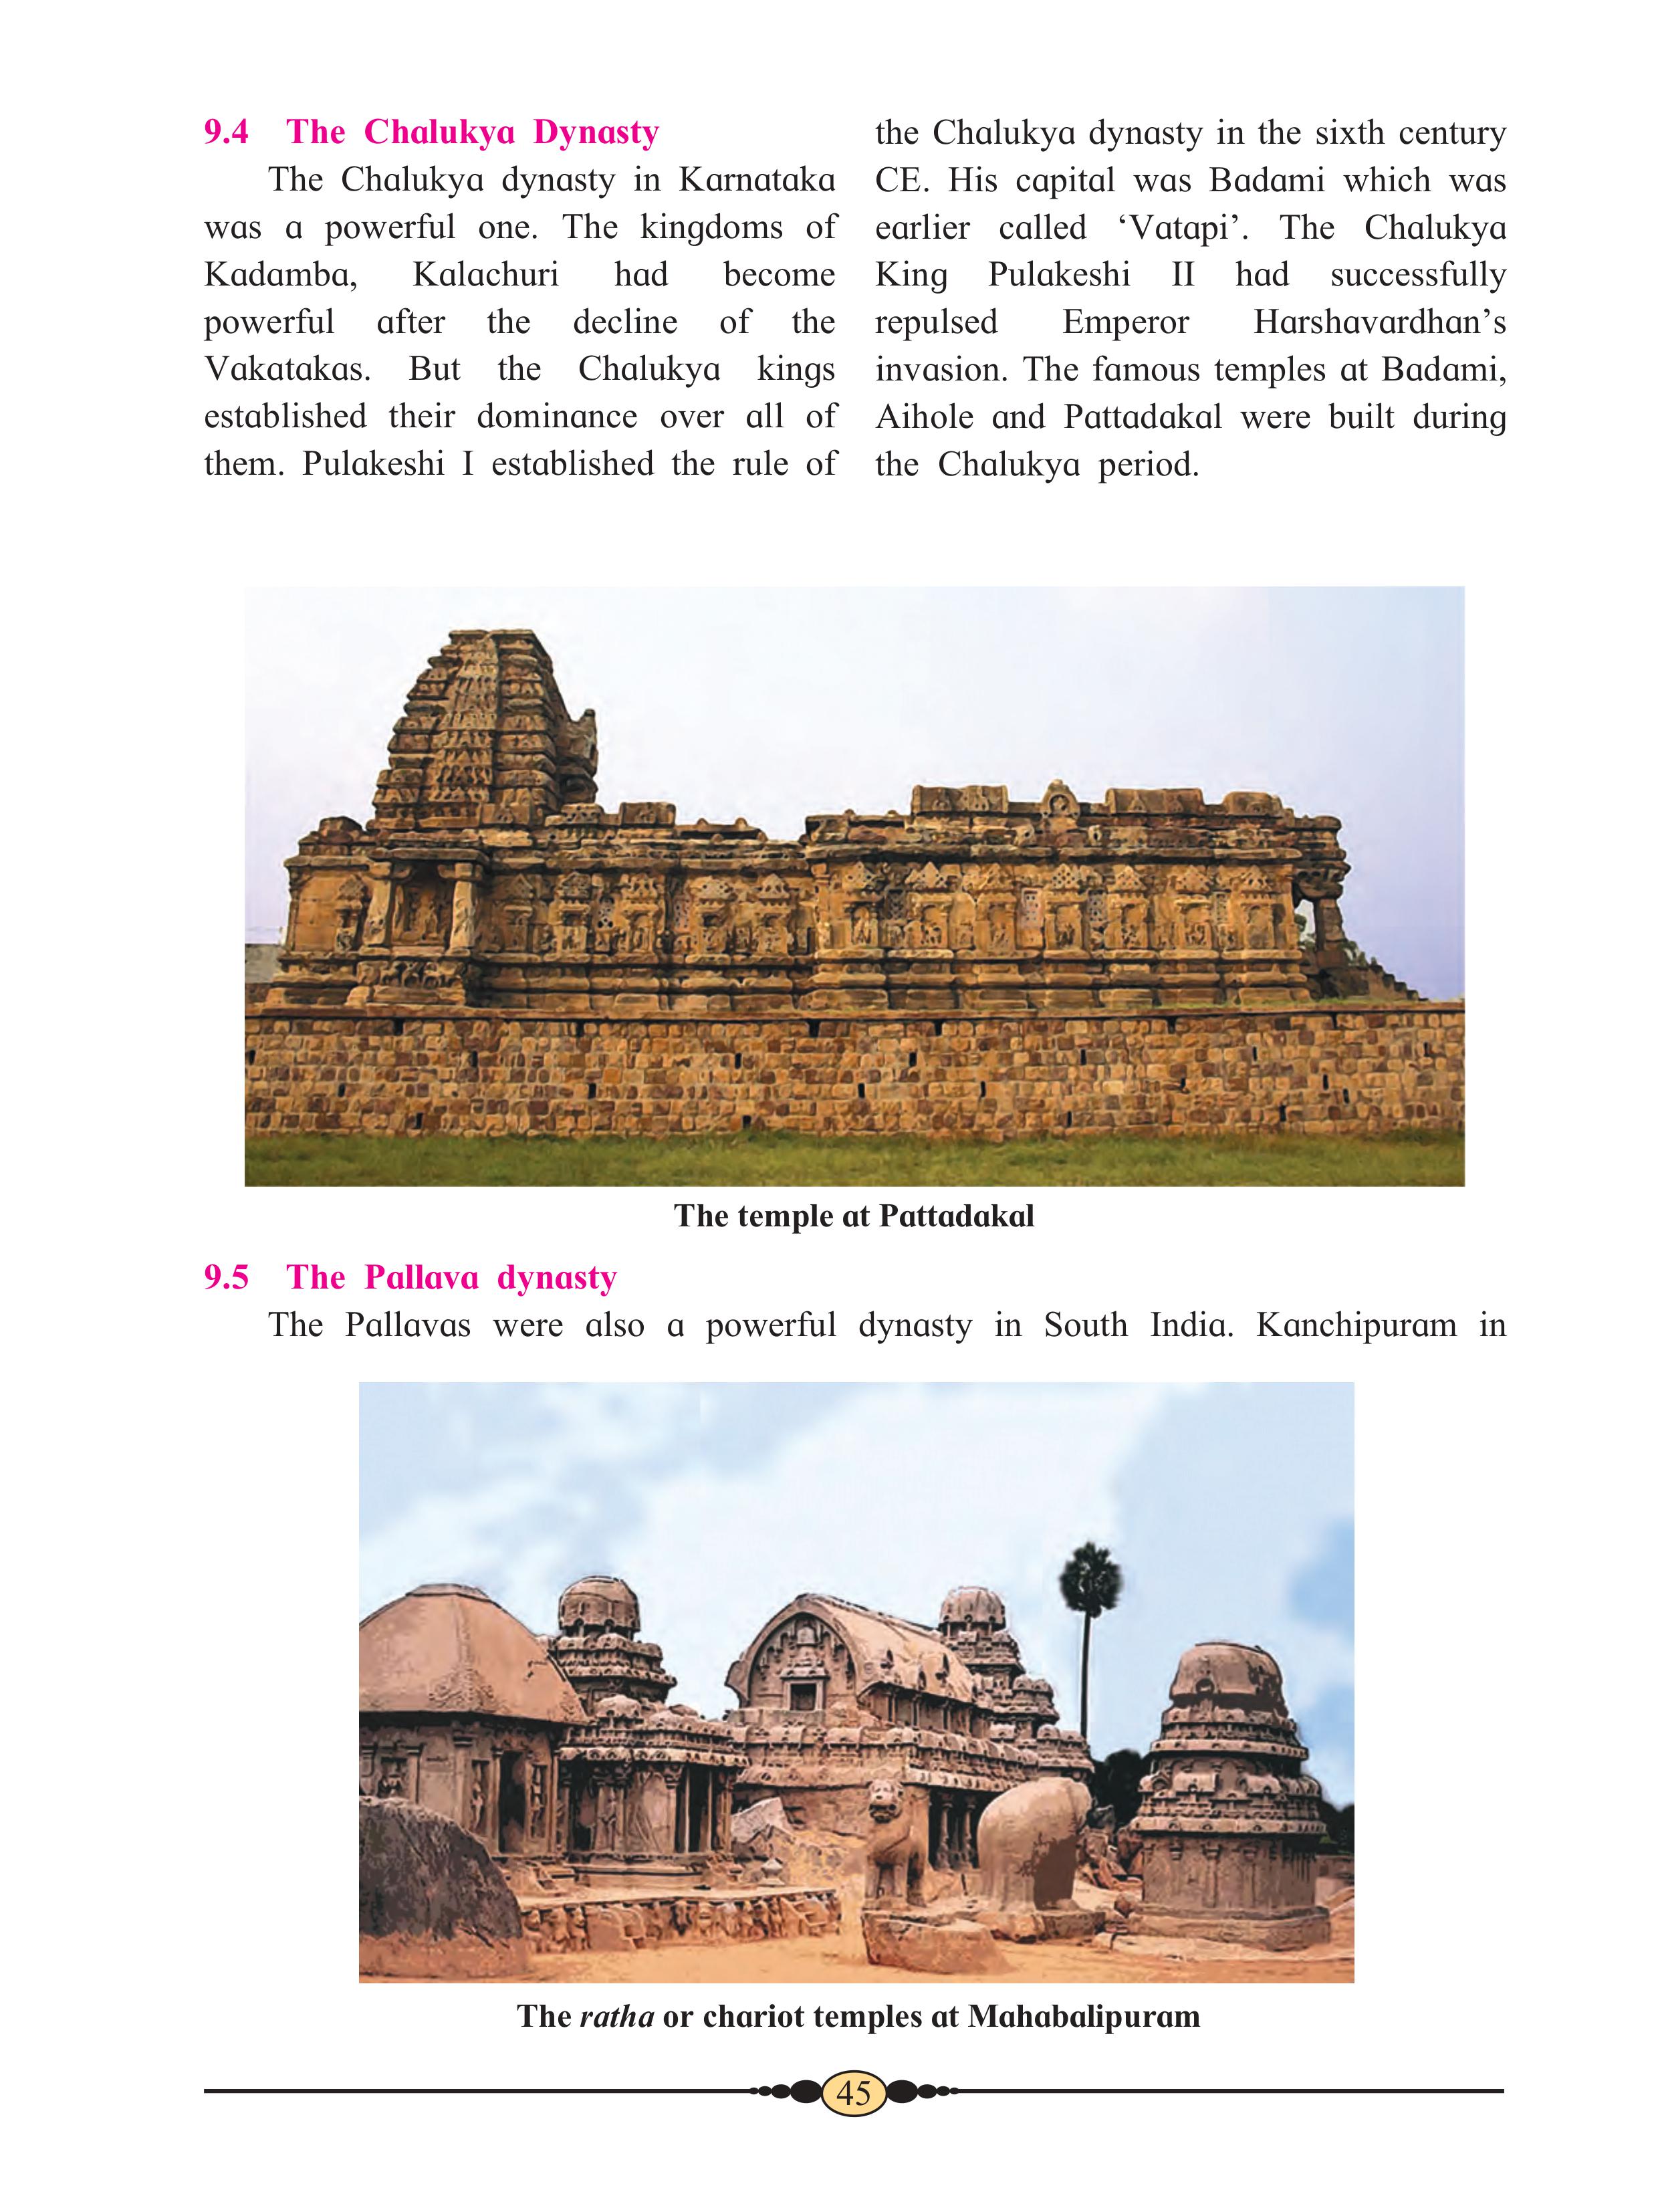 9.4 The Chalukya Dynasty
The Chalukya dynasty in Karnataka
was a powerful one. The kingdoms of
Kadamba, Kalachuri had become
powerful after the decline of the
Vakatakas. But the Chalukya kings
established their dominance over all of
them. Pulakeshi I established the rule of
the Chalukya dynasty in the sixth century
CE. His capital was Badami which was
earlier called ‘Vatapi’. The Chalukya
King Pulakeshi II had successfully
repulsed Emperor Harshavardhan’s
invasion. The famous temples at Badami,
Aihole and Pattadakal were built during
the Chalukya period.
The temple at Pattadakal
9.5 The Pallava dynasty
The Pallavas were also a powerful dynasty in South India. Kanchipuram in
The ratha or chariot temples at Mahabalipuram
45